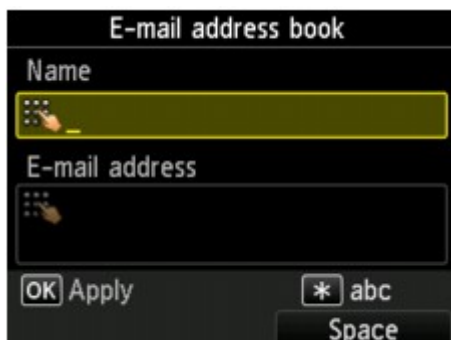 E-mail address book
Name
_
E-mail address
OK Apply
* abc
Space